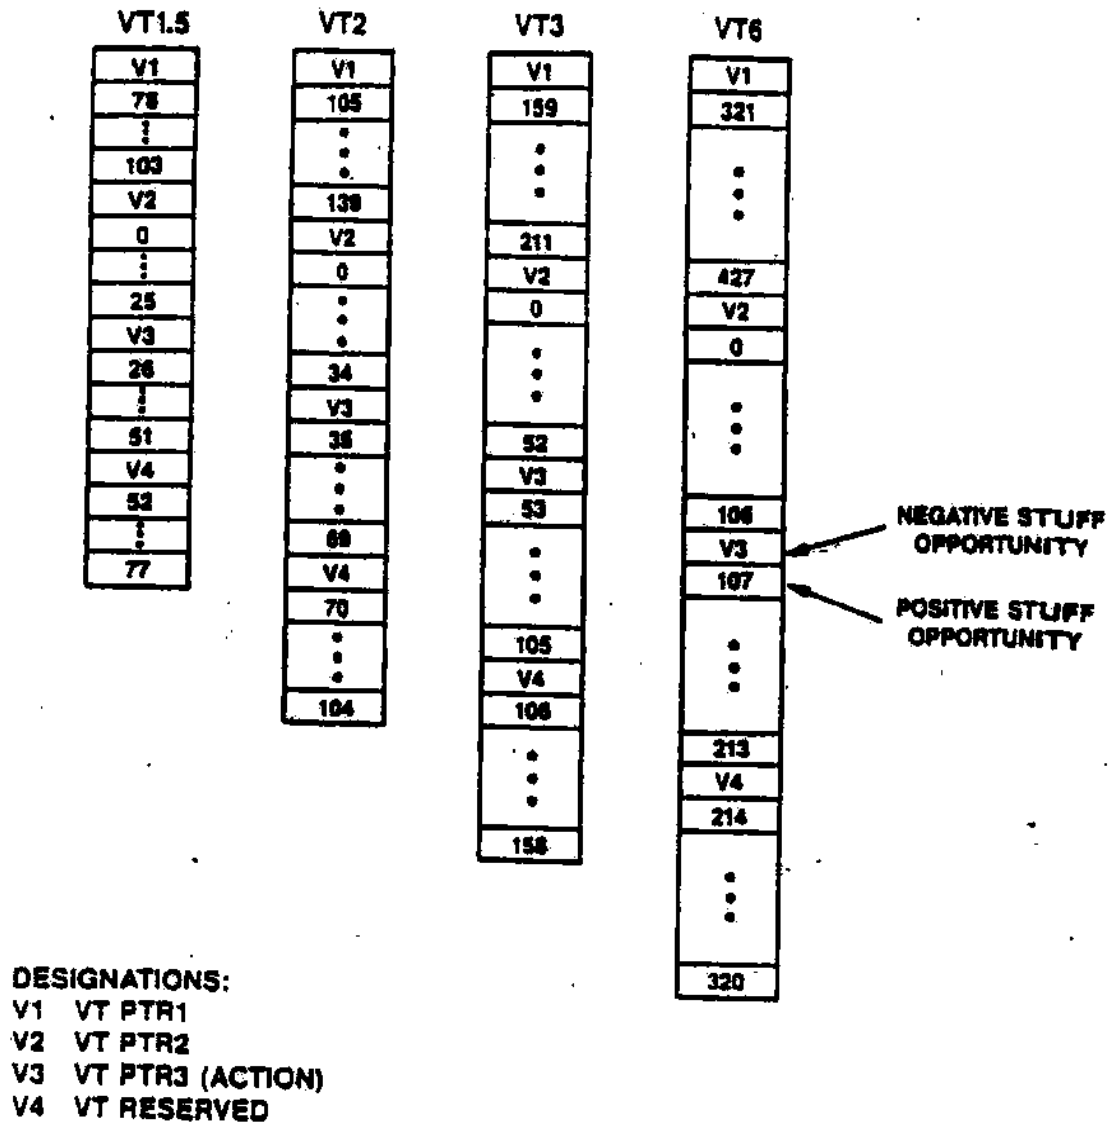 VT1.5
V1
78
103
V2
0
25
V3
26
51
V4
52
77
VT2
V1
105
139
V2
0
34
V3
35
69
V4
70
104
VT3
V1
159
211
V2
0
52
V3
53
105
V4
106
158
VT6
V1
321
427
V2
0
106
V3
107
213
V4
214
320
NEGATIVE STUFF
OPPORTUNITY
POSITIVE STUFF
OPPORTUNITY
DESIGNATIONS:
V1 VT PTR1
V2 VT PTR2
V3 VT PTR3 (ACTION)
V4 VT RESERVED